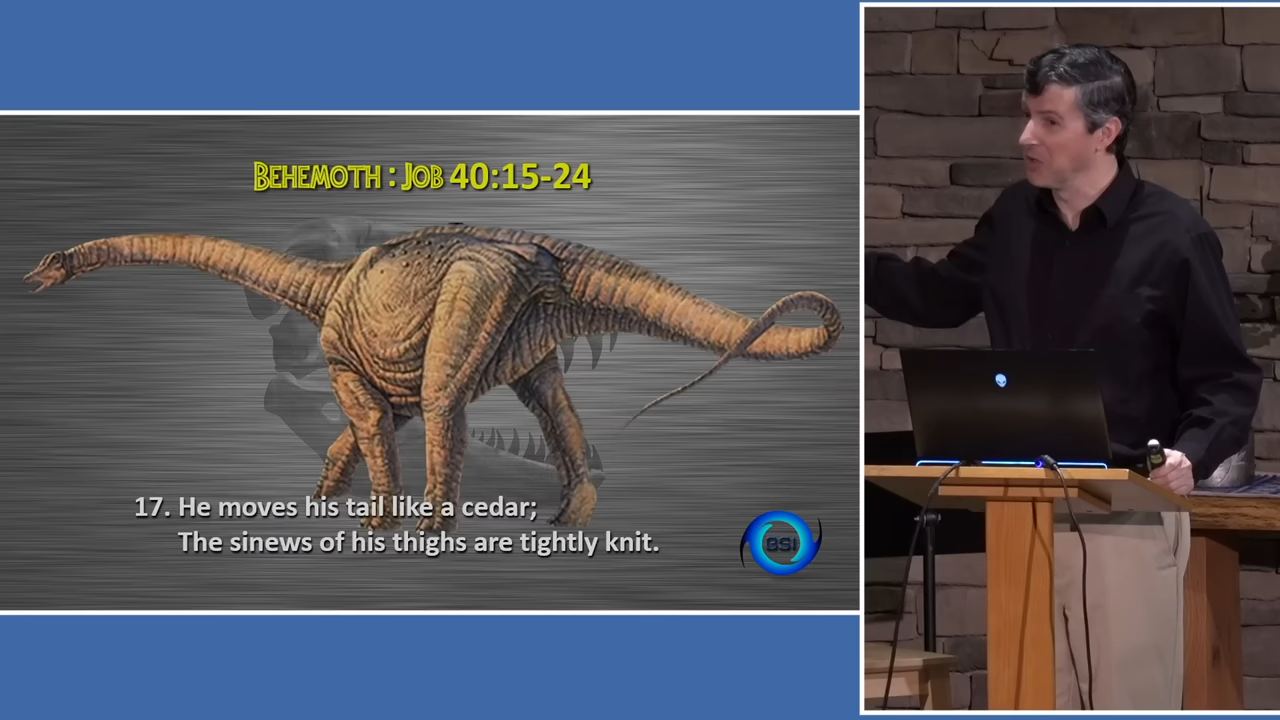 Behemoth : Job 40:15-24
17. He moves his tail like a cedar;
The sinews of his thighs are tightly knit.
BSI